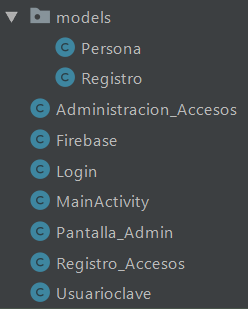 models
Persona
Registro
Administracion_Accesos
Firebase
Login
MainActivity
Pantalla_Admin
Registro_Accesos
Usuarioclave